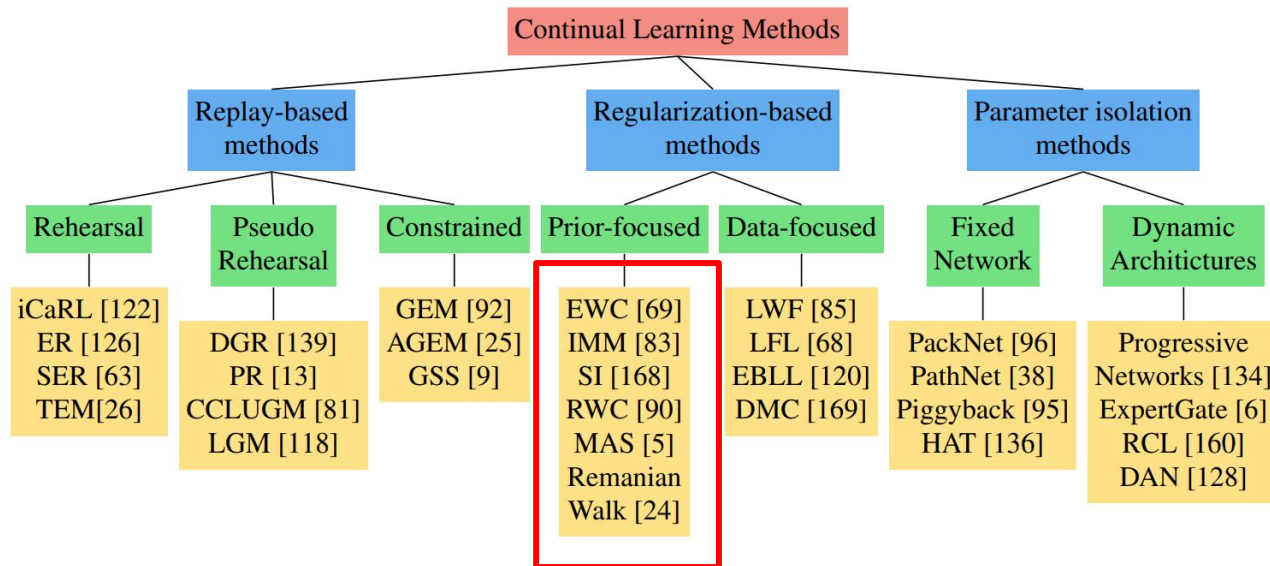 Continual Learning Methods
Replay-based
methods
Regularization-based
methods
Parameter isolation
methods
Rehearsal
Pseudo
Rehearsal
Constrained
Prior-focused
Data-focused
Fixed
Network
Dynamic
Architictures
iCaRL [122]
ER [126]
SER [63]
TEM[26]
DGR [139]
PR [13]
CCLUGM [81]
LGM [118]
GEM [92]
AGEM [25]
GSS [9]
EWC [69]
IMM [83]
SI [168]
RWC [90]
MAS [5]
Remanian
Walk [24]
LWF [85]
LFL [68]
EBLL [120]
DMC [169]
PackNet [96]
PathNet [38]
Piggyback [95]
HAT [136]
Progressive
Networks [134]
ExpertGate [6]
RCL [160]
DAN [128]